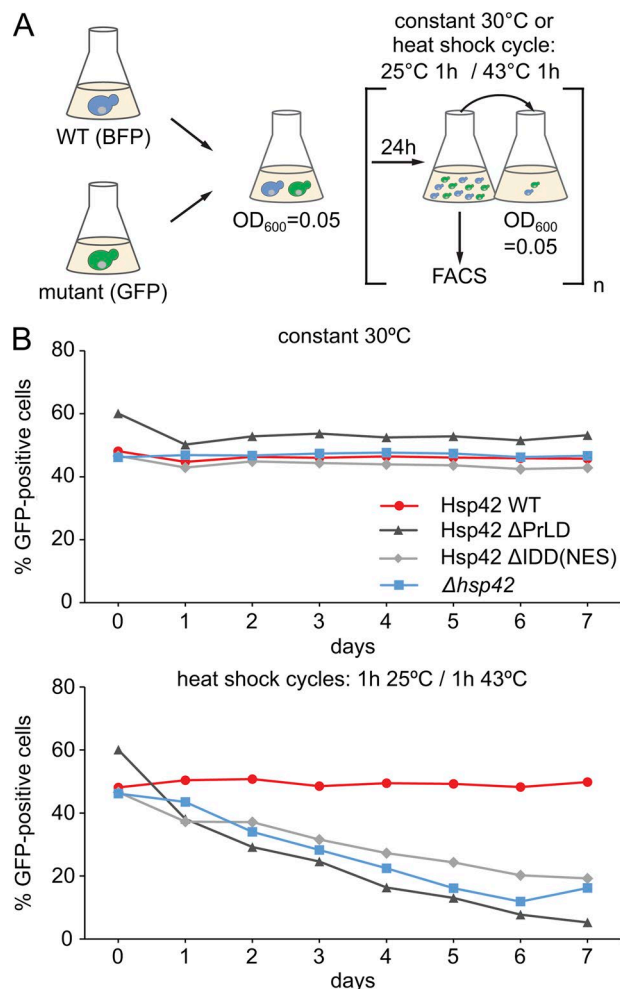 A
constant 30°C or
heat shock cycle:
25°C 1h / 43°C 1h
WT (BFP)
24h
OD600=0.05
OD600
=0.05
mutant (GFP)
FACS
n
B
constant 30ºC
80
60
40
20
0
% GFP-positive cells
Hsp42 WT
Hsp42 ΔPrLD
Hsp42 ΔIDD(NES)
Δhsp42
0 1 2 3 4 5 6 7
days
heat shock cycles: 1h 25ºC / 1h 43ºC
80
60
40
20
0
% GFP-positive cells
0 1 2 3 4 5 6 7
days